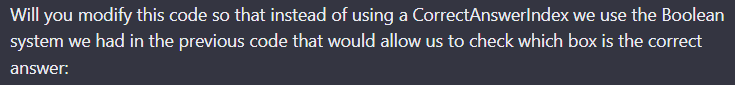 Will you modify this code so that instead of using a CorrectAnswerIndex we use the Boolean
system we had in the previous code that would allow us to check which box is the correct
answer: